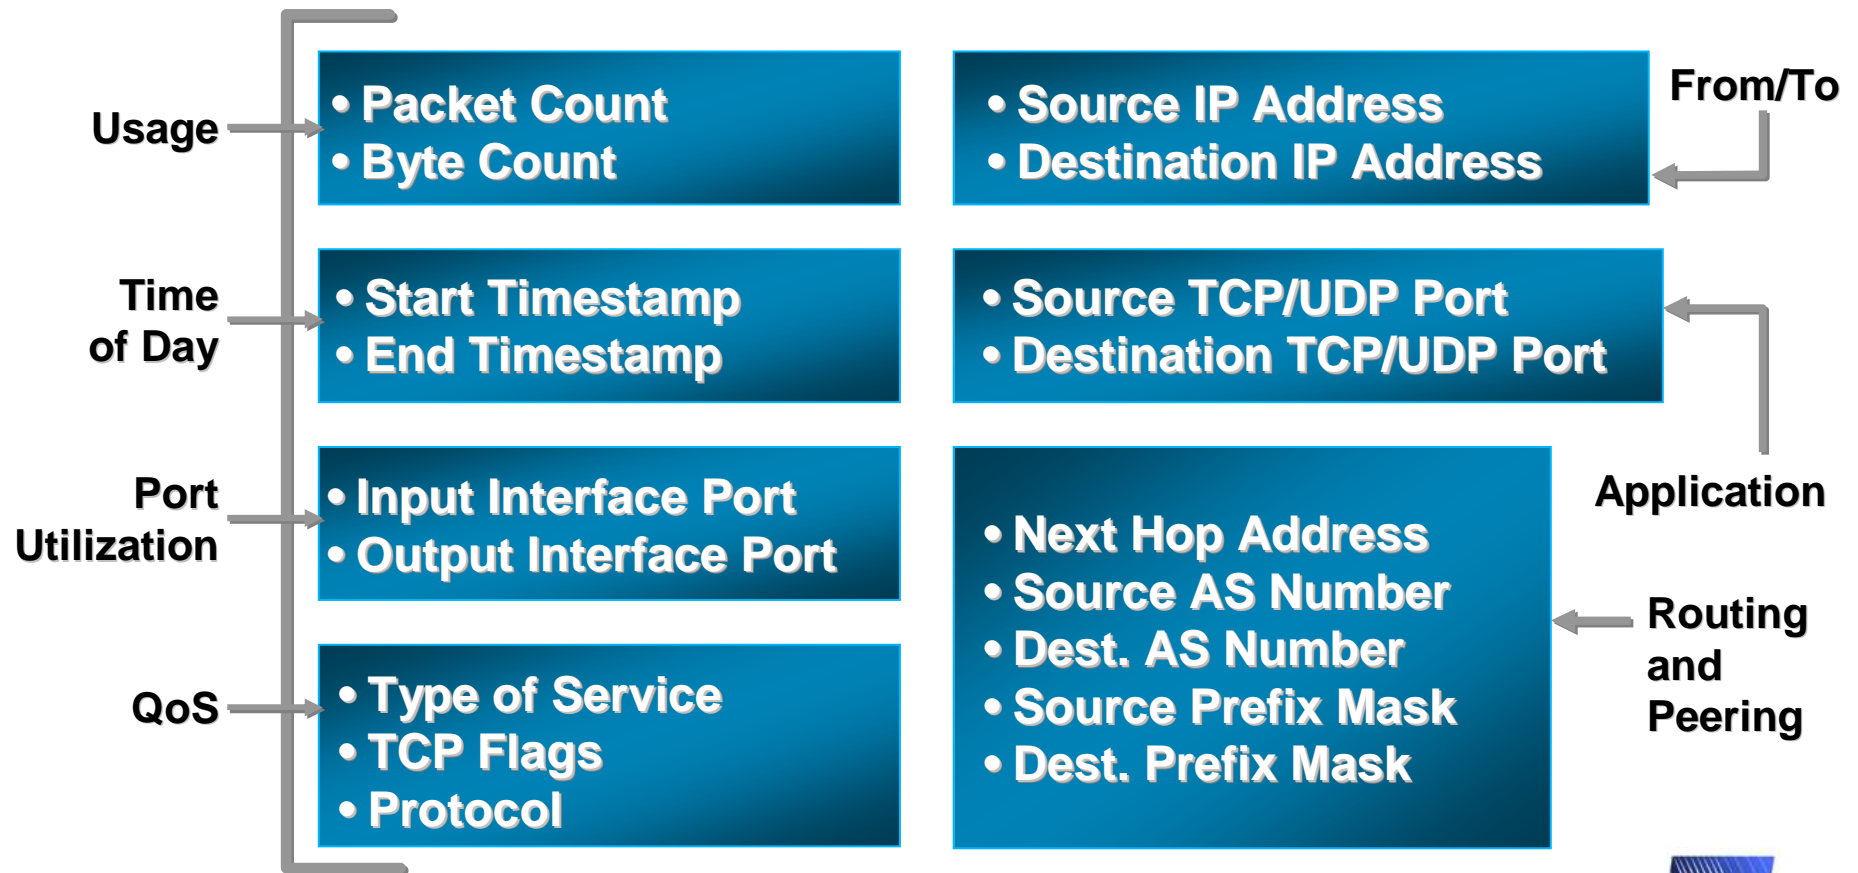 Usage
• Packet Count
• Byte Count
• Source IP Address
• Destination IP Address
From/To
Time
of Day
• Start Timestamp
• End Timestamp
• Source TCP/UDP Port
• Destination TCP/UDP Port
Application
Port
Utilization
• Input Interface Port
• Output Interface Port
• Next Hop Address
• Source AS Number
• Dest. AS Number
• Source Prefix Mask
• Dest. Prefix Mask
Routing
and
Peering
QoS
• Type of Service
• TCP Flags
• Protocol